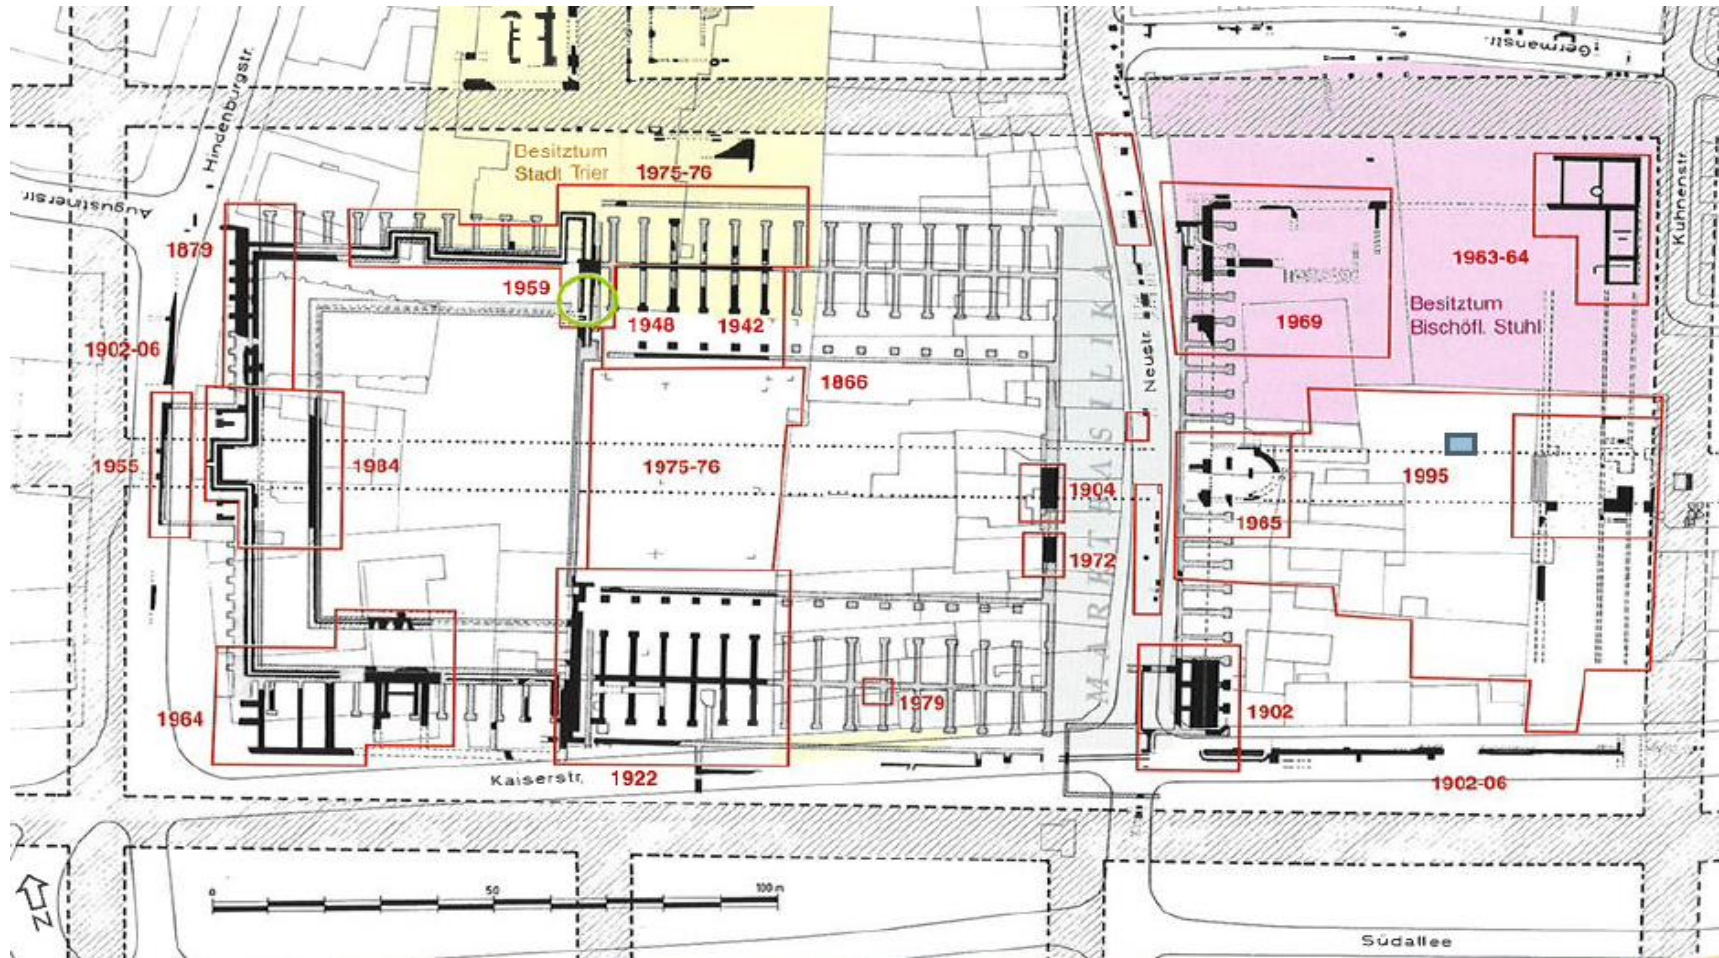 Hindenburgstr.
Germanstr.
Besitztum
Stadt Trier
1975-76
Augustinerstr.
Kuhnenstr.
1879
1959
1963-64
1948
1942
Besitztum
Bischöfl. Stuhl
1969
1902-06
Neustr.
1866
MARKTBASILIKA
1955
1984
1975-76
1995
1904
1965
1972
1964
1979
1902
Kaiserstr.
1922
1902-06
N
0
50
100 m
Südallee